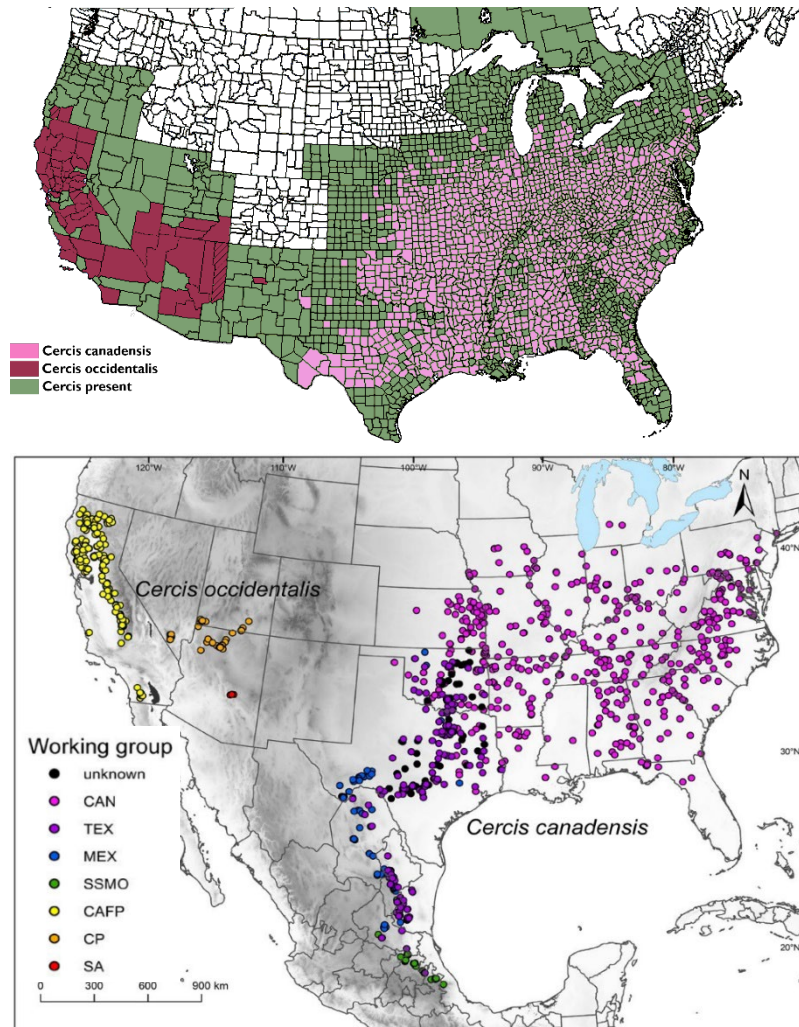 Cercis canadensis
Cercis occidentalis
Cercis present
120°W
110°W
100°W
90°W
80°W
N
40°N
Cercis occidentalis
Working group
30°N
unknown
CAN
TEX
Cercis canadensis
MEX
SSMO
CAFP
20°N
CP
SA
0 300 600 900 km